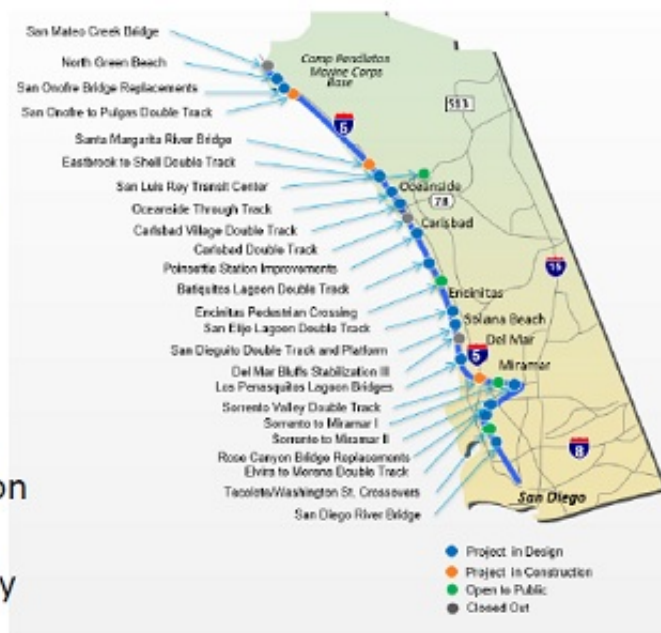 San Mateo Creek Bridge
North Green Beach
San Onofre Bridge Replacements
San Onofre to Pulgas Double Track
Santa Margarita River Bridge
Eastbrook to Shell Double Track
San Luis Rey Transit Center
Oceanside Through Track
Carlsbad Village Double Track
Carlsbad Double Track
Poinsettia Station Improvements
Batiquitos Lagoon Double Track
Encinitas Pedestrian Crossing
San Elijo Lagoon Double Track
San Dieguito Double Track and Platform
Del Mar Bluffs Stabilization III
Los Penasquitos Lagoon Bridges
Sorrento Valley Double Track
Sorrento to Miramar I
Sorrento to Miramar II
Rose Canyon Bridge Replacements
Elvira to Morena Double Track
Tecolote/Washington St. Crossovers
San Diego River Bridge
Camp Pendleton
Marine Corps
Base
5
Oceanside
78
Carlsbad
15
Encinitas
Solana Beach
Del Mar
5
Miramar
8
San Diego
on
y
Project in Design
Project in Construction
Open to Public
Closed Out